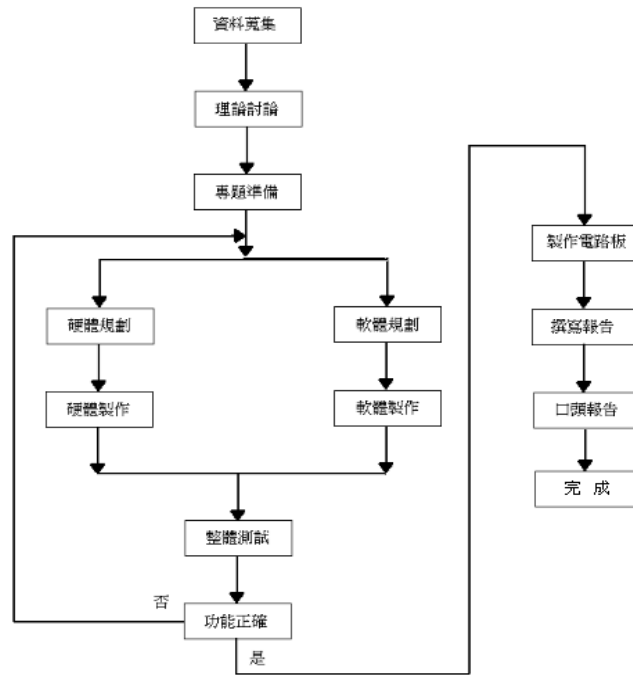 資料蒐集
理論討論
專題準備
硬體規劃
軟體規劃
硬體製作
軟體製作
整體測試
功能正確
否
是
製作電路板
撰寫報告
口頭報告
完 成